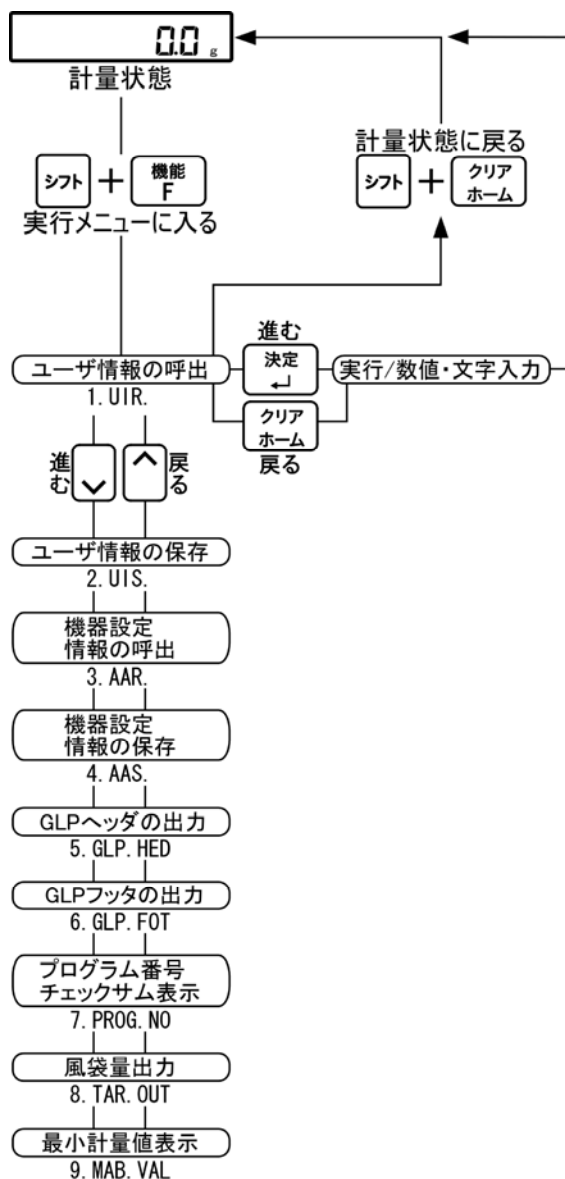 0.0 g
計量状態
シフト + 機能
F
実行メニューに入る
計量状態に戻る
シフト + クリア
ホーム
進む
ユーザ情報の呼出
決定
実行/数値・文字入力
1. UIR.
クリア
ホーム
戻る
進む
戻る
ユーザ情報の保存
2. UIS.
機器設定
情報の呼出
3. AAR.
機器設定
情報の保存
4. AAS.
GLPヘッダの出力
5. GLP. HED
GLPフッタの出力
6. GLP. FOT
プログラム番号
チェックサム表示
7. PROG. NO
風袋量出力
8. TAR. OUT
最小計量値表示
9. MAB. VAL